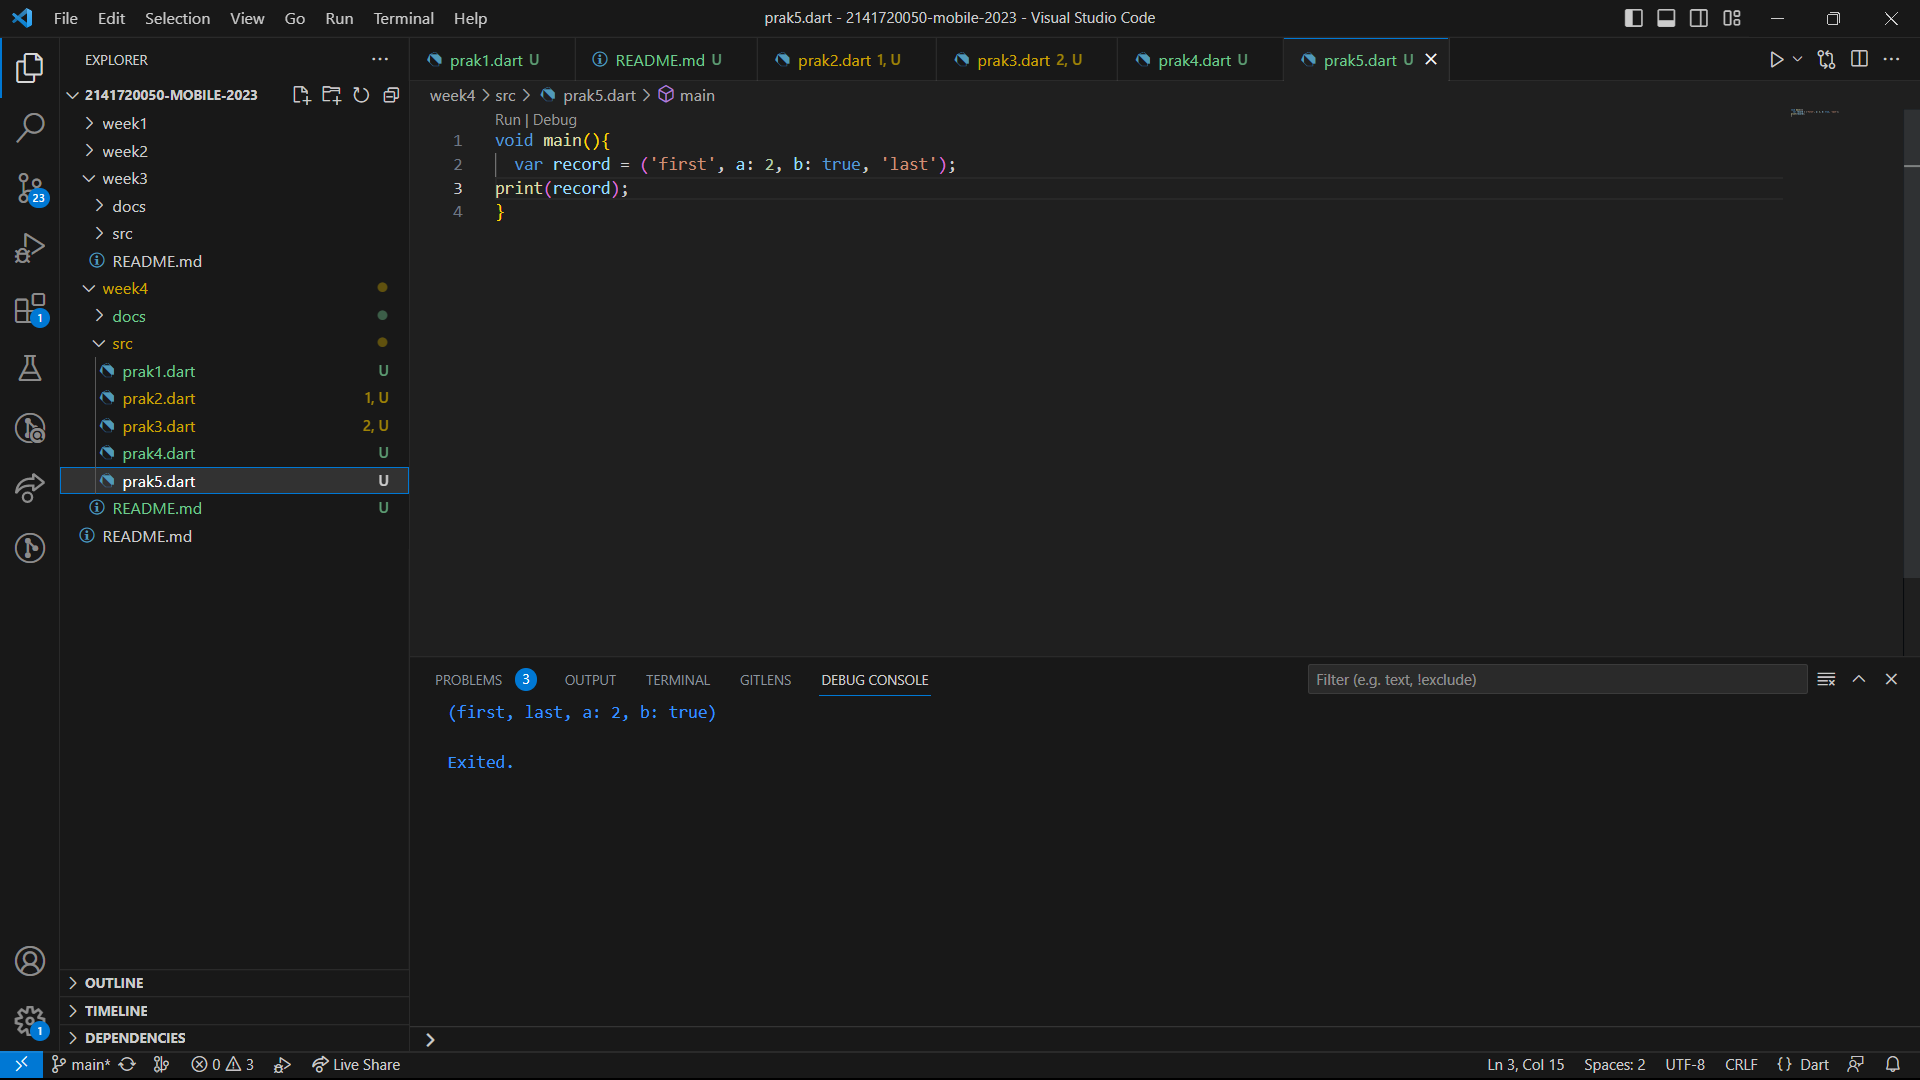 File Edit Selection View Go Run Terminal Help
prak5.dart - 2141720050-mobile-2023 - Visual Studio Code
EXPLORER
2141720050-MOBILE-2023
week1
week2
week3
docs
src
README.md
week4
docs
src
prak1.dart U
prak2.dart 1, U
prak3.dart 2, U
prak4.dart U
prak5.dart U
README.md U
README.md
OUTLINE
TIMELINE
DEPENDENCIES
23
1
1
prak1.dart U README.md U prak2.dart 1, U prak3.dart 2, U prak4.dart U prak5.dart U
week4 > src > prak5.dart > main
Run | Debug
1 void main(){
2 var record = ('first', a: 2, b: true, 'last');
3 print(record);
4 }
PROBLEMS 3 OUTPUT TERMINAL GITLENS DEBUG CONSOLE
Filter (e.g. text, !exclude)
(first, last, a: 2, b: true)
Exited.
main* 0 3 Live Share
Ln 3, Col 15 Spaces: 2 UTF-8 CRLF {} Dart